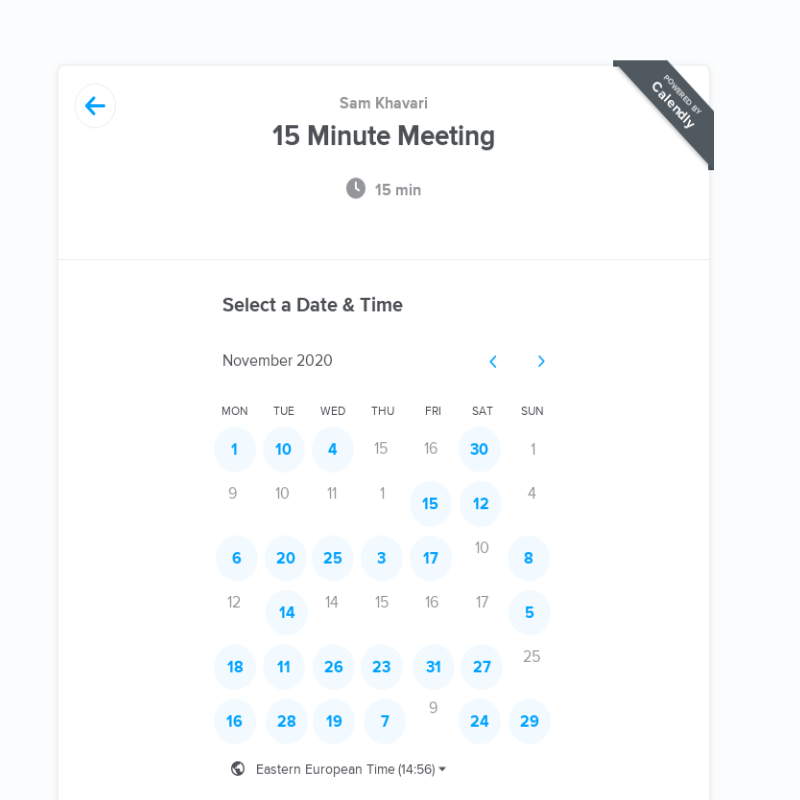 Sam Khavari
15 Minute Meeting
15 min
POWERED BY
Calendly
Select a Date & Time
November 2020
MON TUE WED THU FRI SAT SUN
1 10 4 15 16 30 1
9 10 11 1 15 12 4
6 20 25 3 17 10 8
12 14 14 15 16 17 5
18 11 26 23 31 27 25
16 28 19 7 9 24 29
Eastern European Time (14:56)